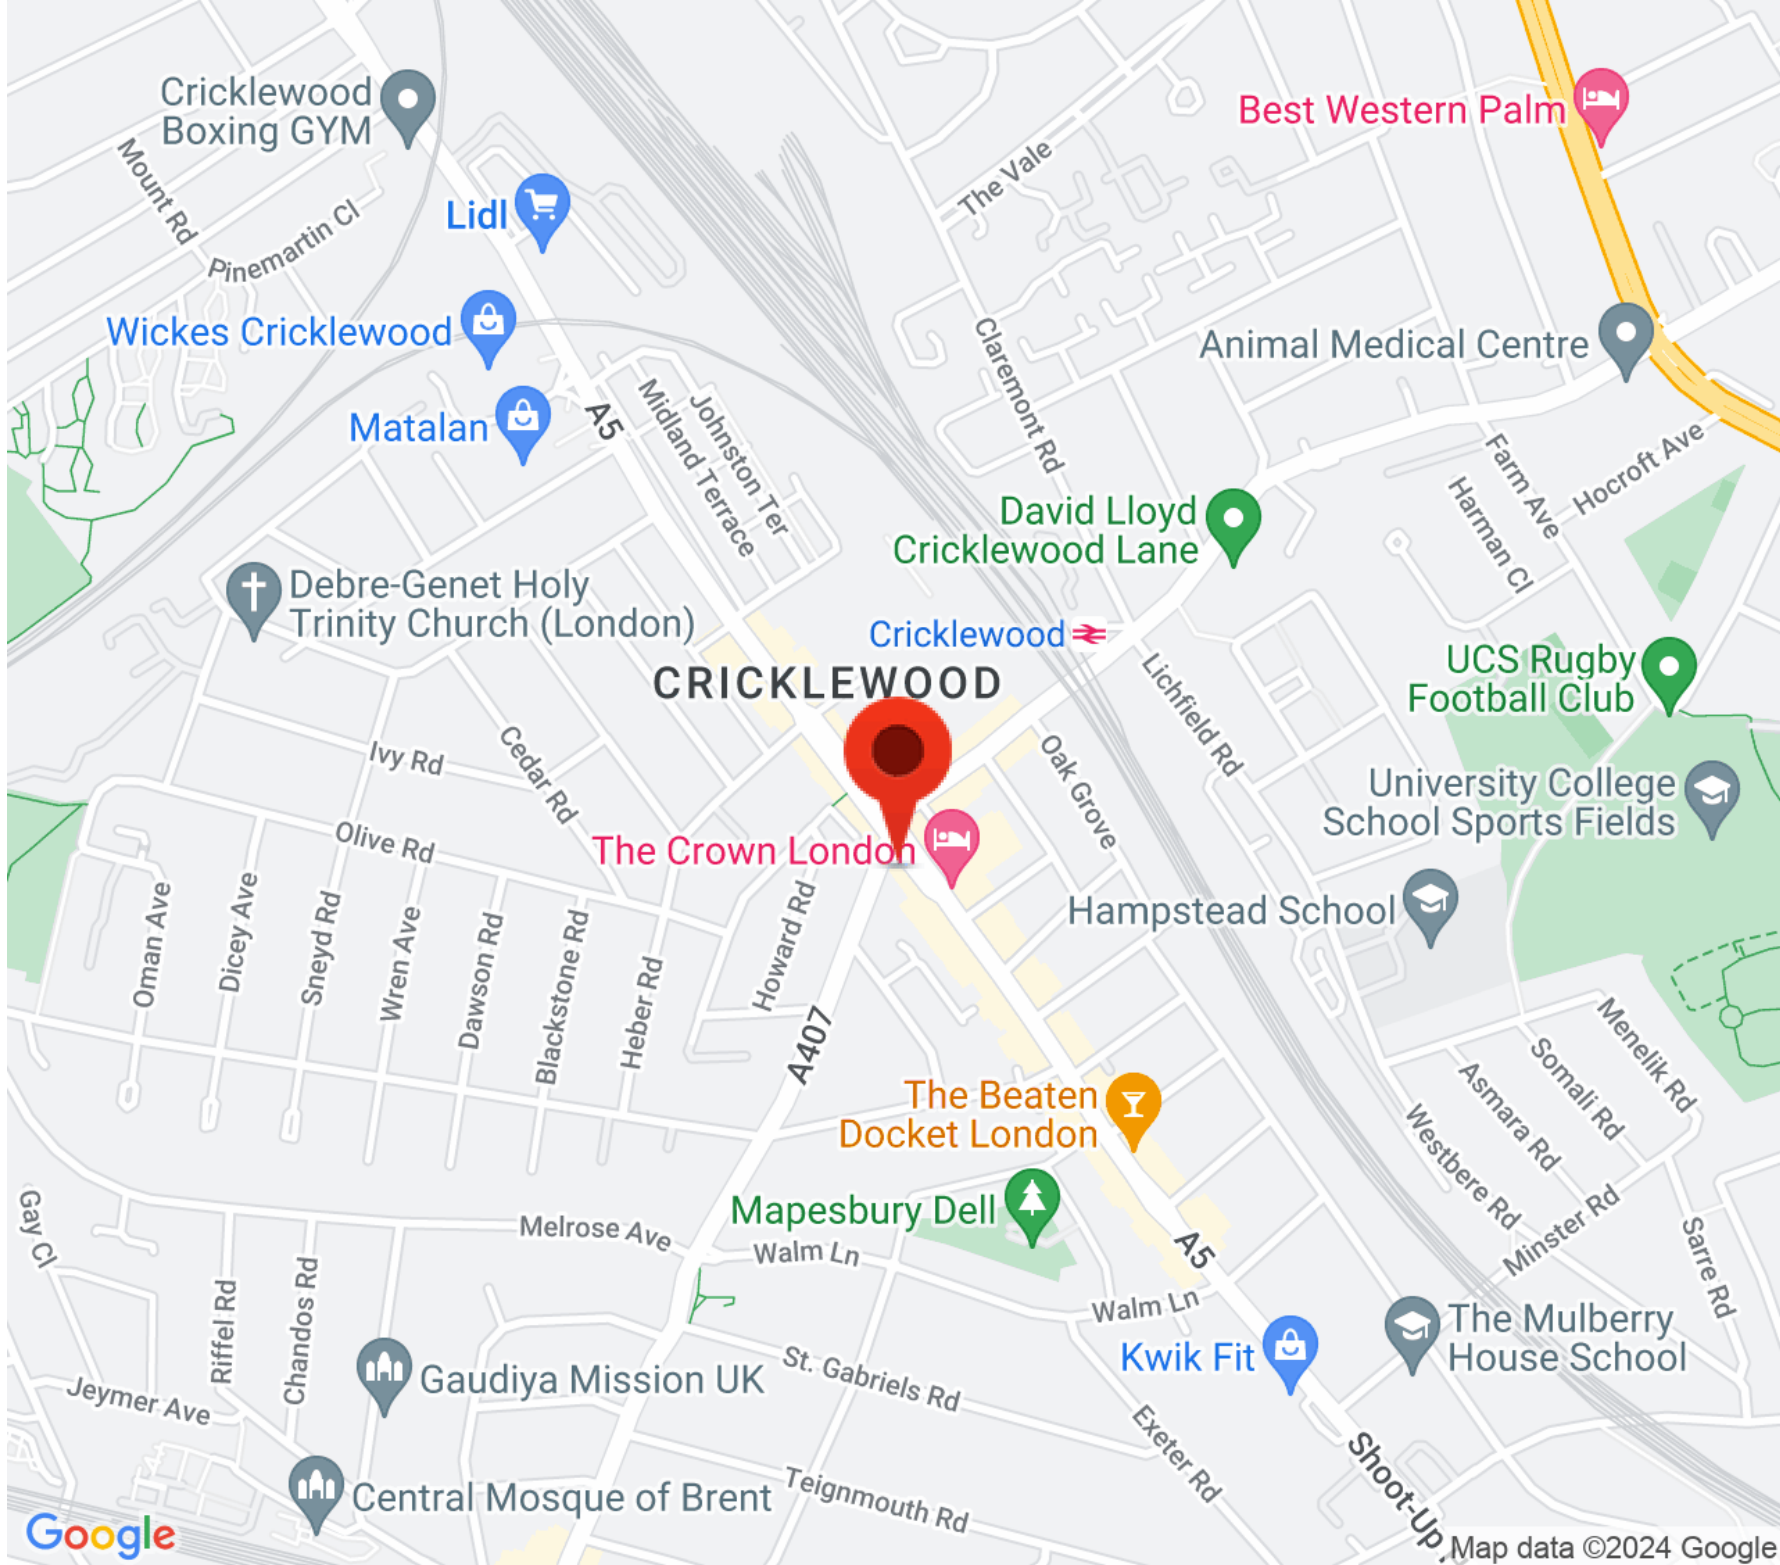 Cricklewood
Boxing GYM
Best Western Palm
Mount Rd
The Vale
Lidl
Pinemartin Cl
Wickes Cricklewood
Claremont Rd
Animal Medical Centre
Matalan
A5
Midland Terrace
Johnston Ter
Farm Ave
Hocroft Ave
Harman Cl
David Lloyd
Cricklewood Lane
Debre-Genet Holy
Trinity Church (London)
Cricklewood
CRICKLEWOOD
Lichfield Rd
UCS Rugby
Football Club
Ivy Rd
Cedar Rd
Oak Grove
University College
School Sports Fields
Olive Rd
The Crown London
Howard Rd
Hampstead School
Oman Ave
Dicey Ave
Sneyd Rd
Wren Ave
Dawson Rd
Blackstone Rd
Heber Rd
A407
Menelik Rd
Somali Rd
Asmara Rd
Westbere Rd
The Beaten
Docket London
Minster Rd
Sarre Rd
Mapesbury Dell
Gay Cl
Melrose Ave
Walm Ln
A5
Walm Ln
Riffel Rd
Chandos Rd
The Mulberry
House School
Kwik Fit
Gaudiya Mission UK
St. Gabriels Rd
Jeymer Ave
Exeter Rd
Shoot-Up
Central Mosque of Brent
Teignmouth Rd
Google
Map data ©2024 Google